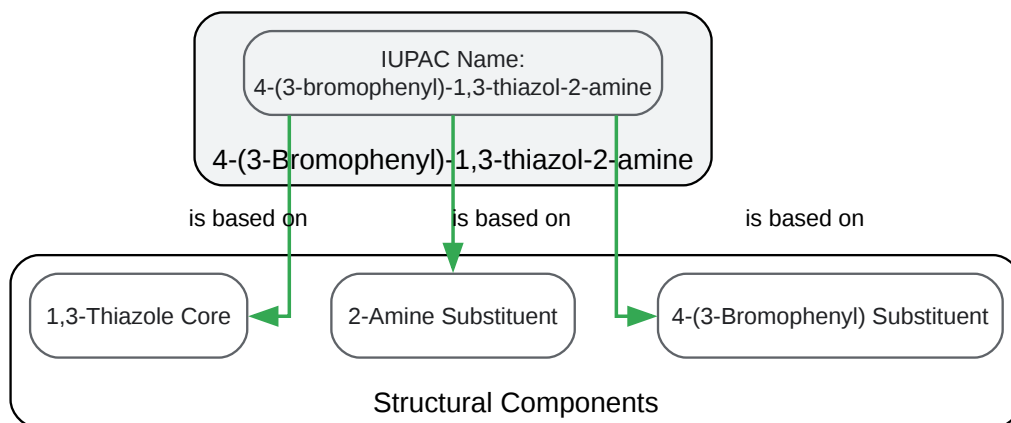 IUPAC Name:
4-(3-bromophenyl)-1,3-thiazol-2-amine
4-(3-Bromophenyl)-1,3-thiazol-2-amine
is based on
is based on
is based on
1,3-Thiazole Core
2-Amine Substituent
4-(3-Bromophenyl) Substituent
Structural Components